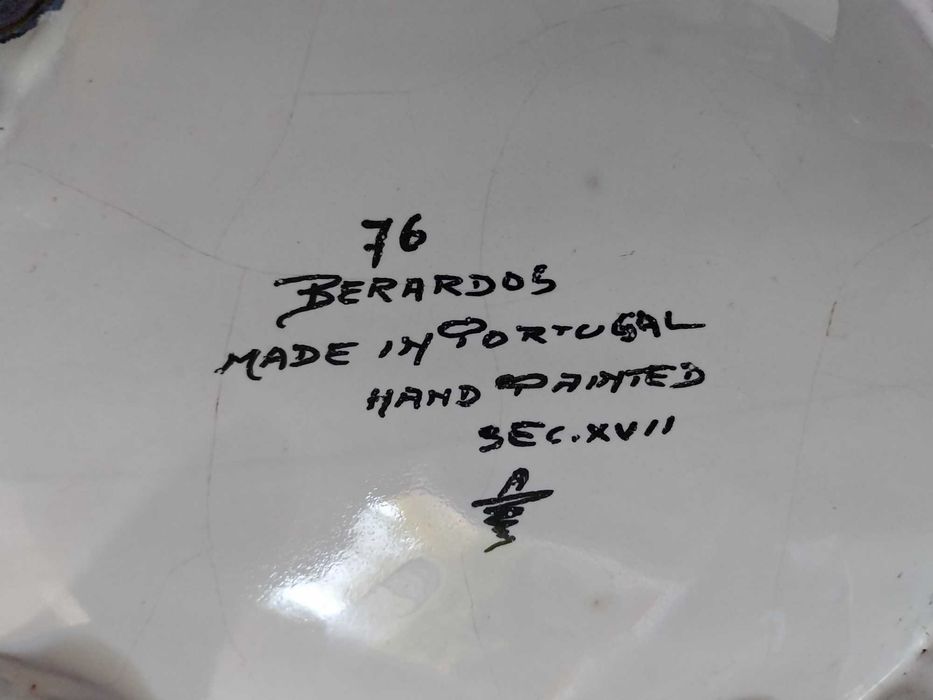 76
BERARDOS
MADE IN PORTUGAL
HAND PAINTED
SEC.XVII
A